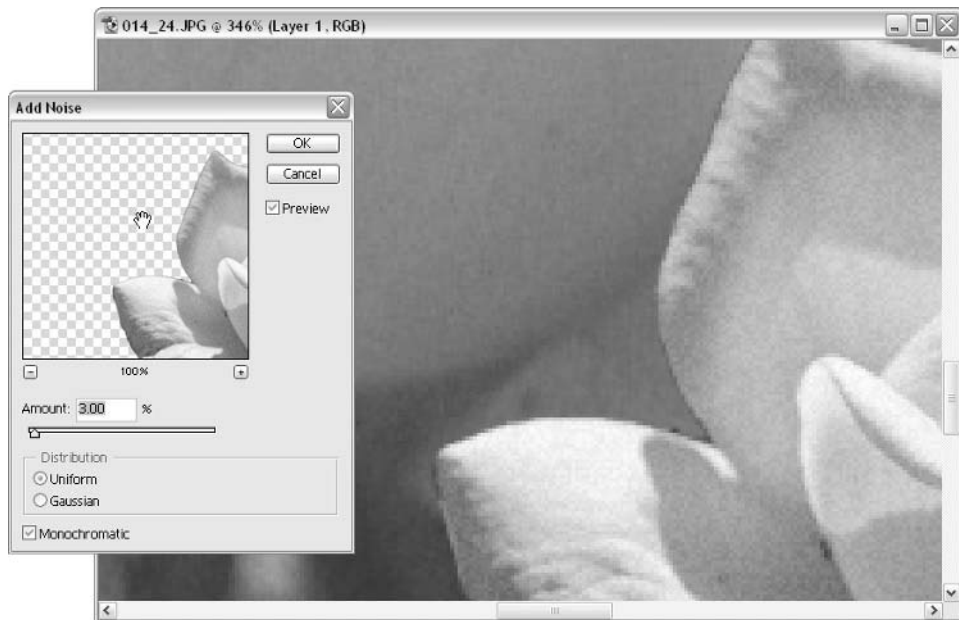 014_24.JPG @ 346% (Layer 1, RGB)
Add Noise
OK
Cancel
Preview
100%
Amount: 3.00 %
Distribution
Uniform
Gaussian
Monochromatic